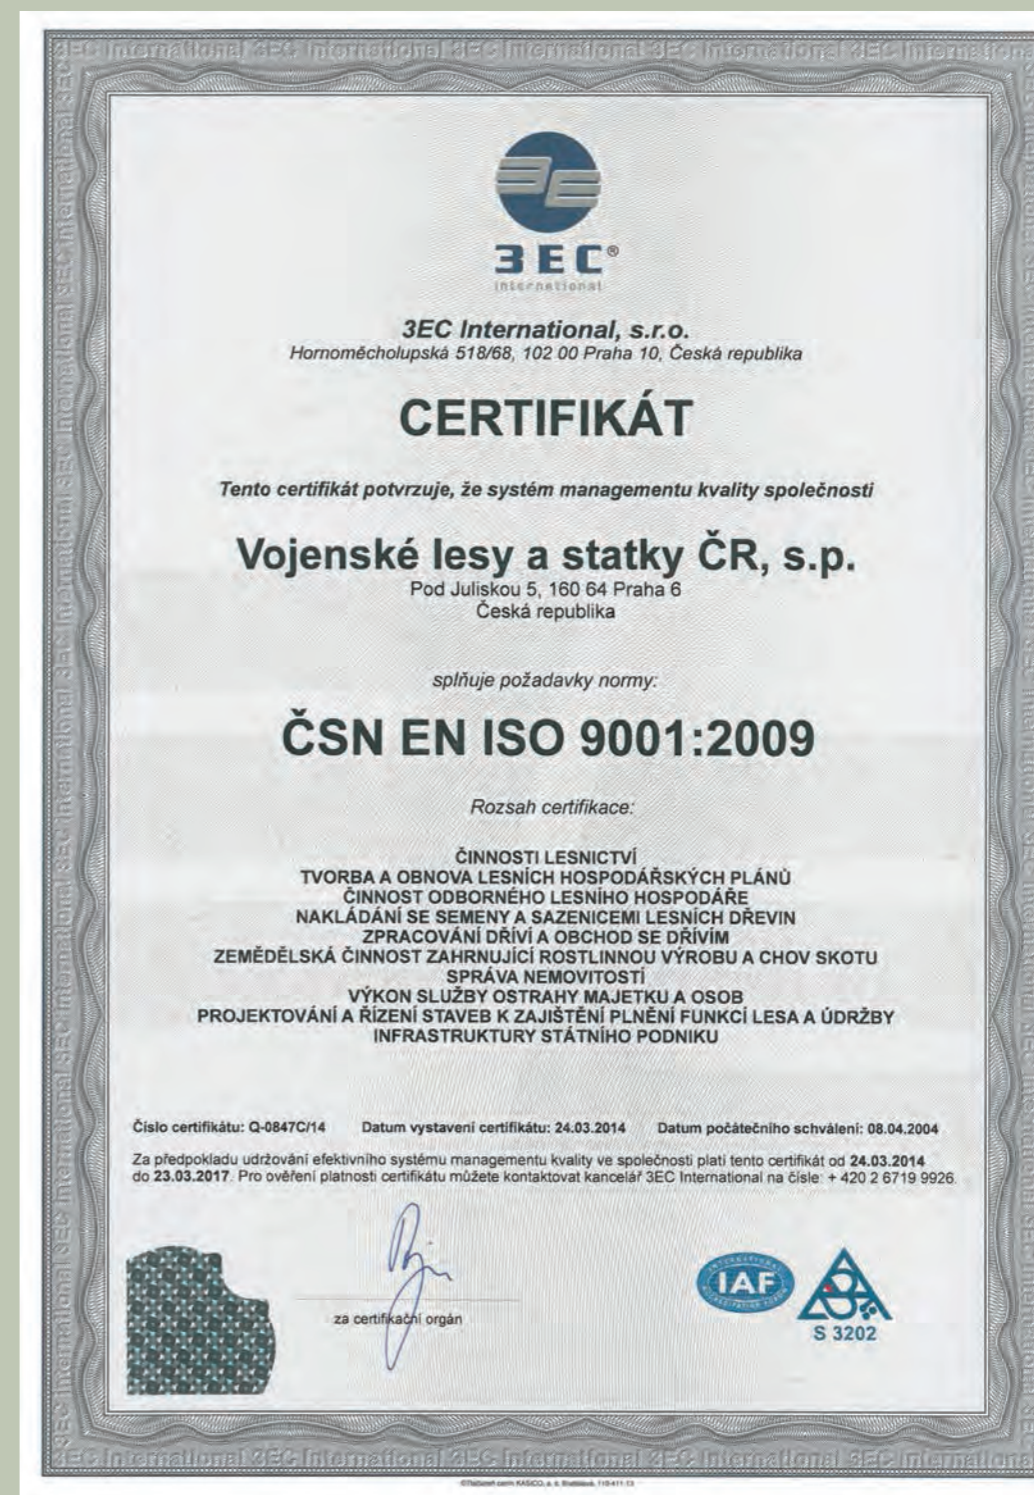 3EC®
international
3EC International, s.r.o.
Hornoměcholupská 518/68, 102 00 Praha 10, Česká republika
CERTIFIKÁT
Tento certifikát potvrzuje, že systém managementu kvality společnosti
Vojenské lesy a statky ČR, s.p.
Pod Juliskou 5, 160 64 Praha 6
Česká republika
splňuje požadavky normy:
ČSN EN ISO 9001:2009
Rozsah certifikace:
ČINNOSTI LESNICTVÍ
TVORBA A OBNOVA LESNÍCH HOSPODÁŘSKÝCH PLÁNŮ
ČINNOST ODBORNÉHO LESNÍHO HOSPODÁŘE
NAKLÁDÁNÍ SE SEMENY A SAZENICEMI LESNÍCH DŘEVIN
ZPRACOVÁNÍ DŘÍVÍ A OBCHOD SE DŘÍVÍM
ZEMĚDĚLSKÁ ČINNOST ZAHRNUJÍCÍ ROSTLINNOU VÝROBU A CHOV SKOTU
SPRÁVA NEMOVITOSTÍ
VÝKON SLUŽBY OSTRAHY MAJETKU A OSOB
PROJEKTOVÁNÍ A ŘÍZENÍ STAVEB K ZAJIŠTĚNÍ PLNĚNÍ FUNKCÍ LESA A ÚDRŽBY
INFRASTRUKTURY STÁTNÍHO PODNIKU
Číslo certifikátu: Q-0847C/14 Datum vystavení certifikátu: 24.03.2014 Datum počátečního schválení: 08.04.2004
Za předpokladu udržování efektivního systému managementu kvality ve společnosti platí tento certifikát od 24.03.2014
do 23.03.2017. Pro ověření platnosti certifikátu můžete kontaktovat kancelář 3EC International na čísle: + 420 2 6719 9926.
za certifikační orgán
IAF
S 3202